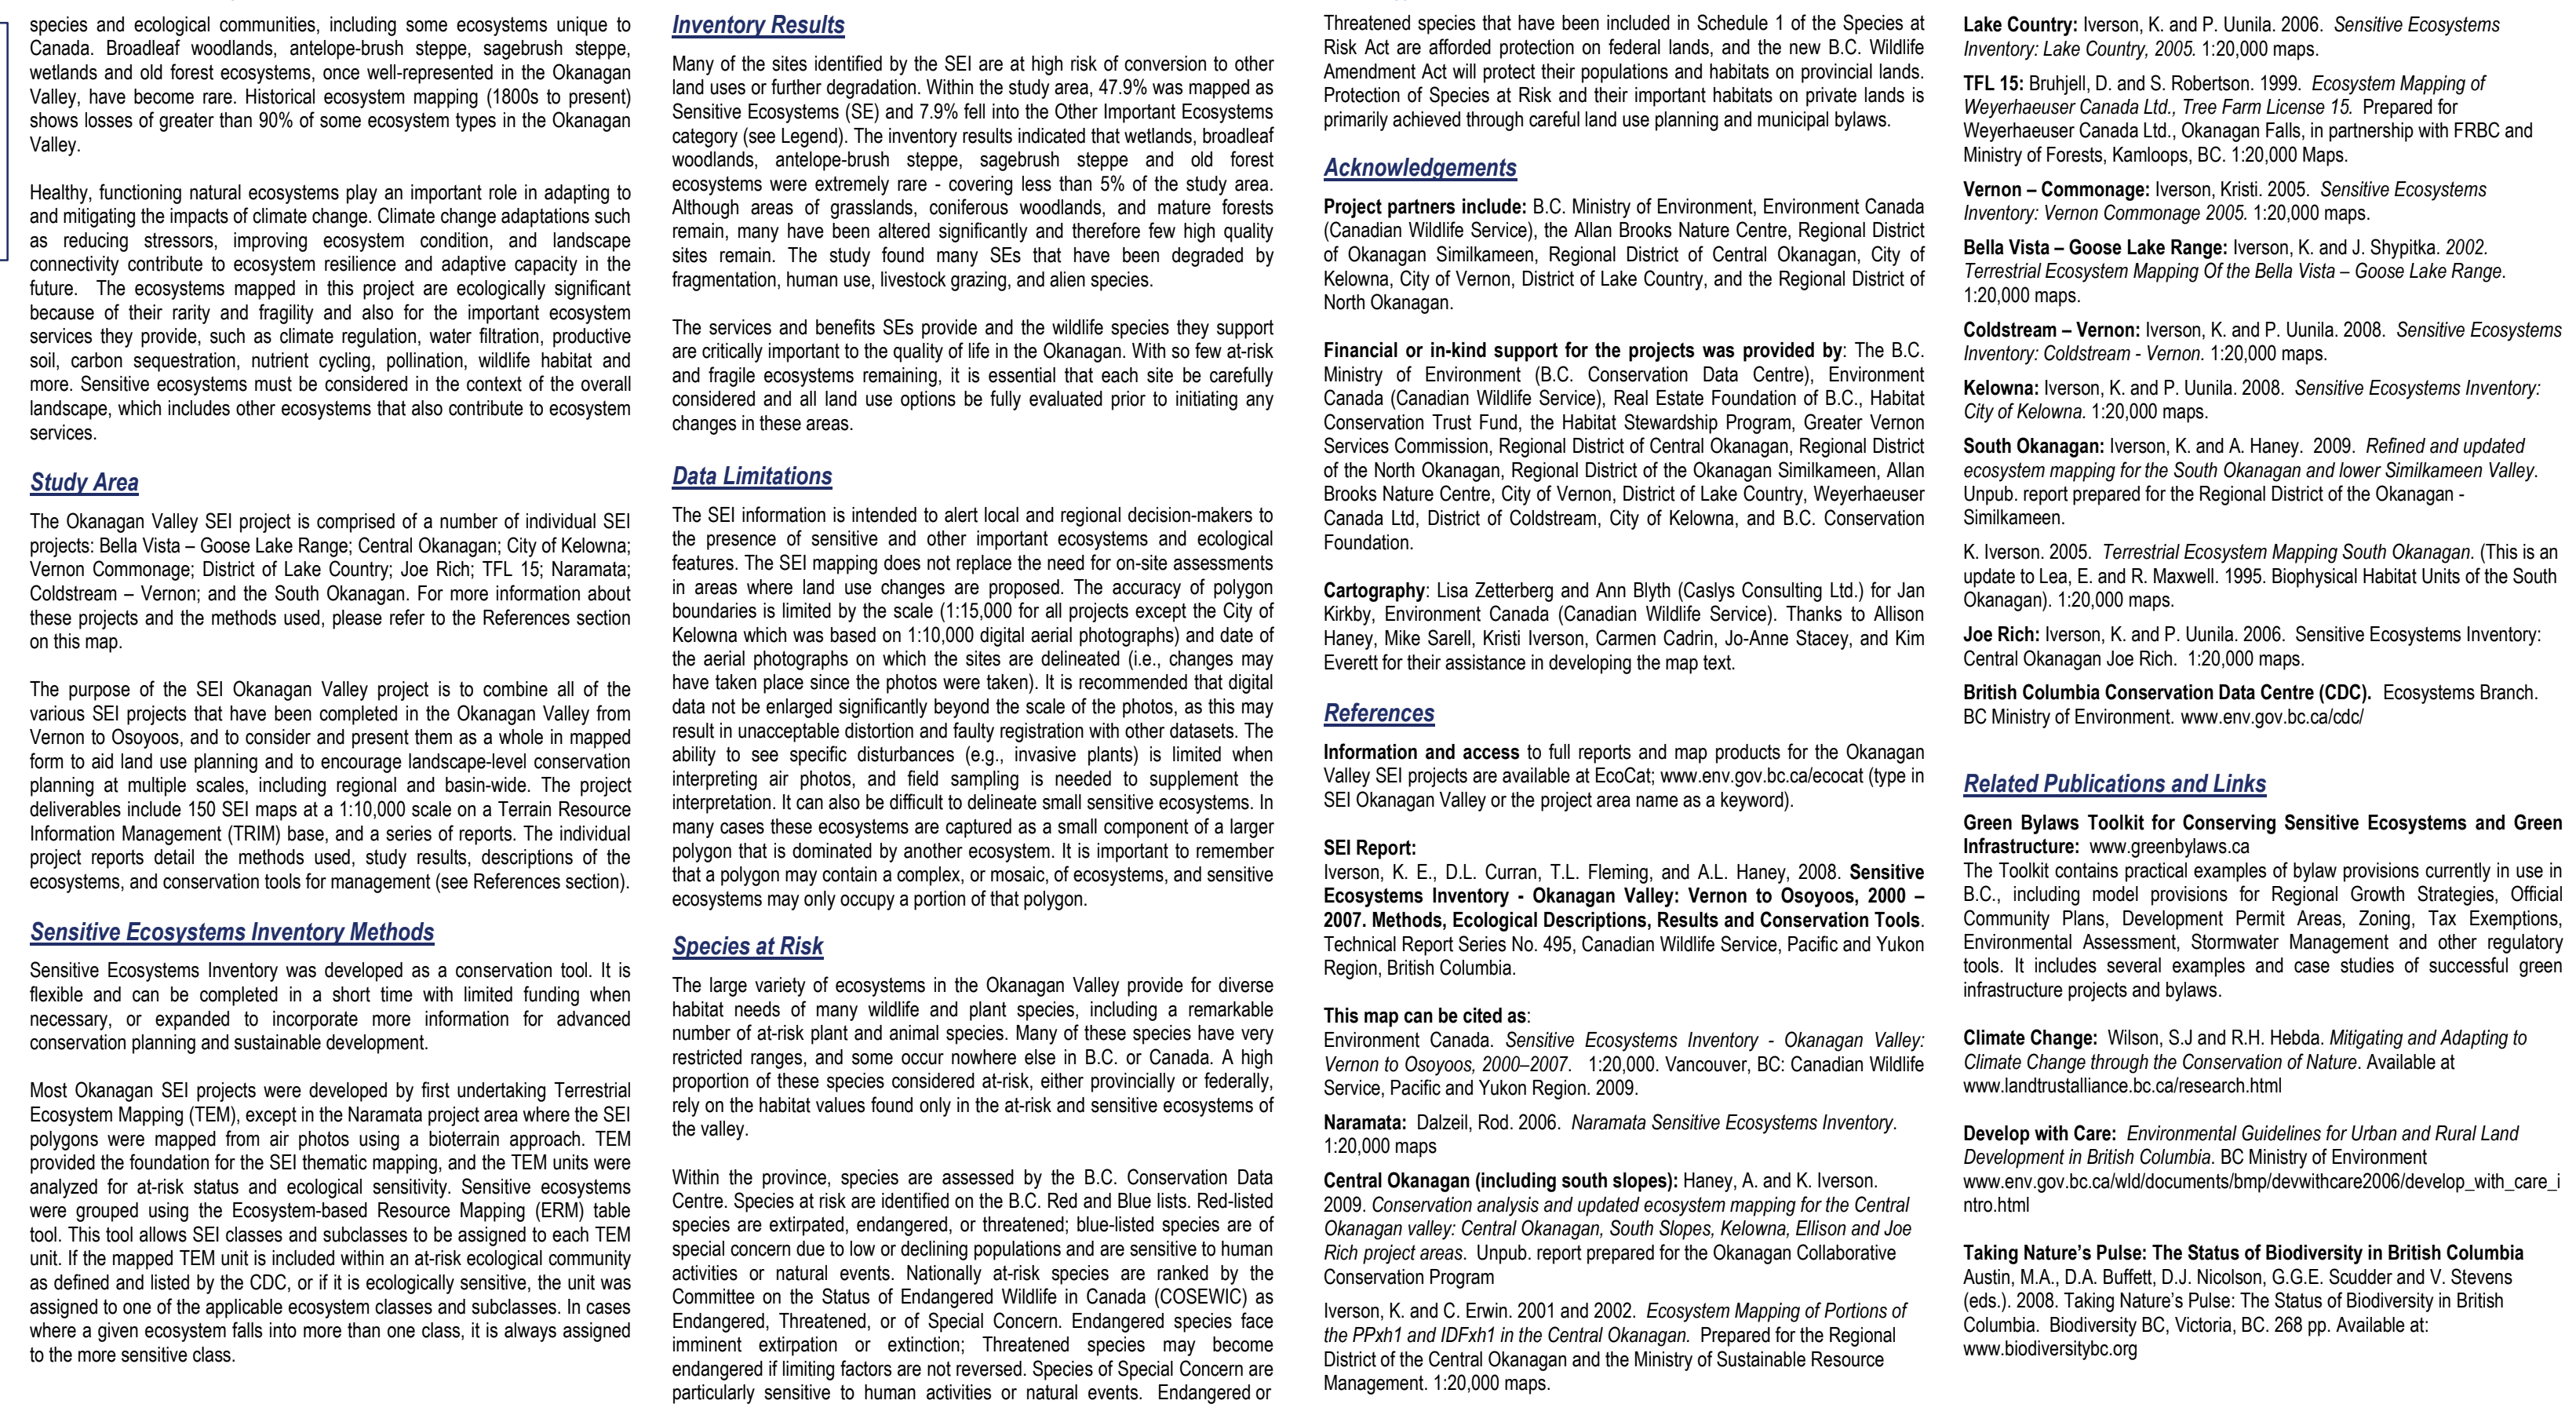 species and ecological communities, including some ecosystems unique to
Canada. Broadleaf woodlands, antelope-brush steppe, sagebrush steppe,
wetlands and old forest ecosystems, once well-represented in the Okanagan
Valley, have become rare. Historical ecosystem mapping (1800s to present)
shows losses of greater than 90% of some ecosystem types in the Okanagan
Valley.
Healthy, functioning natural ecosystems play an important role in adapting to
and mitigating the impacts of climate change. Climate change adaptations such
as reducing stressors, improving ecosystem condition, and landscape
connectivity contribute to ecosystem resilience and adaptive capacity in the
future. The ecosystems mapped in this project are ecologically significant
because of their rarity and fragility and also for the important ecosystem
services they provide, such as climate regulation, water filtration, productive
soil, carbon sequestration, nutrient cycling, pollination, wildlife habitat and
more. Sensitive ecosystems must be considered in the context of the overall
landscape, which includes other ecosystems that also contribute to ecosystem
services.
Study Area
The Okanagan Valley SEI project is comprised of a number of individual SEI
projects: Bella Vista – Goose Lake Range; Central Okanagan; City of Kelowna;
Vernon Commonage; District of Lake Country; Joe Rich; TFL 15; Naramata;
Coldstream – Vernon; and the South Okanagan. For more information about
these projects and the methods used, please refer to the References section
on this map.
The purpose of the SEI Okanagan Valley project is to combine all of the
various SEI projects that have been completed in the Okanagan Valley from
Vernon to Osoyoos, and to consider and present them as a whole in mapped
form to aid land use planning and to encourage landscape-level conservation
planning at multiple scales, including regional and basin-wide. The project
deliverables include 150 SEI maps at a 1:10,000 scale on a Terrain Resource
Information Management (TRIM) base, and a series of reports. The individual
project reports detail the methods used, study results, descriptions of the
ecosystems, and conservation tools for management (see References section).
Sensitive Ecosystems Inventory Methods
Sensitive Ecosystems Inventory was developed as a conservation tool. It is
flexible and can be completed in a short time with limited funding when
necessary, or expanded to incorporate more information for advanced
conservation planning and sustainable development.
Most Okanagan SEI projects were developed by first undertaking Terrestrial
Ecosystem Mapping (TEM), except in the Naramata project area where the SEI
polygons were mapped from air photos using a bioterrain approach. TEM
provided the foundation for the SEI thematic mapping, and the TEM units were
analyzed for at-risk status and ecological sensitivity. Sensitive ecosystems
were grouped using the Ecosystem-based Resource Mapping (ERM) table
tool. This tool allows SEI classes and subclasses to be assigned to each TEM
unit. If the mapped TEM unit is included within an at-risk ecological community
as defined and listed by the CDC, or if it is ecologically sensitive, the unit was
assigned to one of the applicable ecosystem classes and subclasses. In cases
where a given ecosystem falls into more than one class, it is always assigned
to the more sensitive class.
Inventory Results
Many of the sites identified by the SEI are at high risk of conversion to other
land uses or further degradation. Within the study area, 47.9% was mapped as
Sensitive Ecosystems (SE) and 7.9% fell into the Other Important Ecosystems
category (see Legend). The inventory results indicated that wetlands, broadleaf
woodlands, antelope-brush steppe, sagebrush steppe and old forest
ecosystems were extremely rare - covering less than 5% of the study area.
Although areas of grasslands, coniferous woodlands, and mature forests
remain, many have been altered significantly and therefore few high quality
sites remain. The study found many SEs that have been degraded by
fragmentation, human use, livestock grazing, and alien species.
The services and benefits SEs provide and the wildlife species they support
are critically important to the quality of life in the Okanagan. With so few at-risk
and fragile ecosystems remaining, it is essential that each site be carefully
considered and all land use options be fully evaluated prior to initiating any
changes in these areas.
Data Limitations
The SEI information is intended to alert local and regional decision-makers to
the presence of sensitive and other important ecosystems and ecological
features. The SEI mapping does not replace the need for on-site assessments
in areas where land use changes are proposed. The accuracy of polygon
boundaries is limited by the scale (1:15,000 for all projects except the City of
Kelowna which was based on 1:10,000 digital aerial photographs) and date of
the aerial photographs on which the sites are delineated (i.e., changes may
have taken place since the photos were taken). It is recommended that digital
data not be enlarged significantly beyond the scale of the photos, as this may
result in unacceptable distortion and faulty registration with other datasets. The
ability to see specific disturbances (e.g., invasive plants) is limited when
interpreting air photos, and field sampling is needed to supplement the
interpretation. It can also be difficult to delineate small sensitive ecosystems. In
many cases these ecosystems are captured as a small component of a larger
polygon that is dominated by another ecosystem. It is important to remember
that a polygon may contain a complex, or mosaic, of ecosystems, and sensitive
ecosystems may only occupy a portion of that polygon.
Species at Risk
The large variety of ecosystems in the Okanagan Valley provide for diverse
habitat needs of many wildlife and plant species, including a remarkable
number of at-risk plant and animal species. Many of these species have very
restricted ranges, and some occur nowhere else in B.C. or Canada. A high
proportion of these species considered at-risk, either provincially or federally,
rely on the habitat values found only in the at-risk and sensitive ecosystems of
the valley.
Within the province, species are assessed by the B.C. Conservation Data
Centre. Species at risk are identified on the B.C. Red and Blue lists. Red-listed
species are extirpated, endangered, or threatened; blue-listed species are of
special concern due to low or declining populations and are sensitive to human
activities or natural events. Nationally at-risk species are ranked by the
Committee on the Status of Endangered Wildlife in Canada (COSEWIC) as
Endangered, Threatened, or of Special Concern. Endangered species face
imminent extirpation or extinction; Threatened species may become
endangered if limiting factors are not reversed. Species of Special Concern are
particularly sensitive to human activities or natural events. Endangered or
Threatened species that have been included in Schedule 1 of the Species at
Risk Act are afforded protection on federal lands, and the new B.C. Wildlife
Amendment Act will protect their populations and habitats on provincial lands.
Protection of Species at Risk and their important habitats on private lands is
primarily achieved through careful land use planning and municipal bylaws.
Acknowledgements
Project partners include: B.C. Ministry of Environment, Environment Canada
(Canadian Wildlife Service), the Allan Brooks Nature Centre, Regional District
of Okanagan Similkameen, Regional District of Central Okanagan, City of
Kelowna, City of Vernon, District of Lake Country, and the Regional District of
North Okanagan.
Financial or in-kind support for the projects was provided by: The B.C.
Ministry of Environment (B.C. Conservation Data Centre), Environment
Canada (Canadian Wildlife Service), Real Estate Foundation of B.C., Habitat
Conservation Trust Fund, the Habitat Stewardship Program, Greater Vernon
Services Commission, Regional District of Central Okanagan, Regional District
of the North Okanagan, Regional District of the Okanagan Similkameen, Allan
Brooks Nature Centre, City of Vernon, District of Lake Country, Weyerhaeuser
Canada Ltd, District of Coldstream, City of Kelowna, and B.C. Conservation
Foundation.
Cartography: Lisa Zetterberg and Ann Blyth (Caslys Consulting Ltd.) for Jan
Kirkby, Environment Canada (Canadian Wildlife Service). Thanks to Allison
Haney, Mike Sarell, Kristi Iverson, Carmen Cadrin, Jo-Anne Stacey, and Kim
Everett for their assistance in developing the map text.
References
Information and access to full reports and map products for the Okanagan
Valley SEI projects are available at EcoCat; www.env.gov.bc.ca/ecocat (type in
SEI Okanagan Valley or the project area name as a keyword).
SEI Report:
Iverson, K. E., D.L. Curran, T.L. Fleming, and A.L. Haney, 2008. Sensitive
Ecosystems Inventory - Okanagan Valley: Vernon to Osoyoos, 2000 –
2007. Methods, Ecological Descriptions, Results and Conservation Tools.
Technical Report Series No. 495, Canadian Wildlife Service, Pacific and Yukon
Region, British Columbia.
This map can be cited as:
Environment Canada. Sensitive Ecosystems Inventory - Okanagan Valley:
Vernon to Osoyoos, 2000–2007. 1:20,000. Vancouver, BC: Canadian Wildlife
Service, Pacific and Yukon Region. 2009.
Naramata: Dalzeil, Rod. 2006. Naramata Sensitive Ecosystems Inventory.
1:20,000 maps
Central Okanagan (including south slopes): Haney, A. and K. Iverson.
2009. Conservation analysis and updated ecosystem mapping for the Central
Okanagan valley: Central Okanagan, South Slopes, Kelowna, Ellison and Joe
Rich project areas. Unpub. report prepared for the Okanagan Collaborative
Conservation Program
Iverson, K. and C. Erwin. 2001 and 2002. Ecosystem Mapping of Portions of
the PPxh1 and IDFxh1 in the Central Okanagan. Prepared for the Regional
District of the Central Okanagan and the Ministry of Sustainable Resource
Management. 1:20,000 maps.
Lake Country: Iverson, K. and P. Uunila. 2006. Sensitive Ecosystems
Inventory: Lake Country, 2005. 1:20,000 maps.
TFL 15: Bruhjell, D. and S. Robertson. 1999. Ecosystem Mapping of
Weyerhaeuser Canada Ltd., Tree Farm License 15. Prepared for
Weyerhaeuser Canada Ltd., Okanagan Falls, in partnership with FRBC and
Ministry of Forests, Kamloops, BC. 1:20,000 Maps.
Vernon – Commonage: Iverson, Kristi. 2005. Sensitive Ecosystems
Inventory: Vernon Commonage 2005. 1:20,000 maps.
Bella Vista – Goose Lake Range: Iverson, K. and J. Shypitka. 2002.
Terrestrial Ecosystem Mapping Of the Bella Vista – Goose Lake Range.
1:20,000 maps.
Coldstream – Vernon: Iverson, K. and P. Uunila. 2008. Sensitive Ecosystems
Inventory: Coldstream - Vernon. 1:20,000 maps.
Kelowna: Iverson, K. and P. Uunila. 2008. Sensitive Ecosystems Inventory:
City of Kelowna. 1:20,000 maps.
South Okanagan: Iverson, K. and A. Haney. 2009. Refined and updated
ecosystem mapping for the South Okanagan and lower Similkameen Valley.
Unpub. report prepared for the Regional District of the Okanagan -
Similkameen.
K. Iverson. 2005. Terrestrial Ecosystem Mapping South Okanagan. (This is an
update to Lea, E. and R. Maxwell. 1995. Biophysical Habitat Units of the South
Okanagan). 1:20,000 maps.
Joe Rich: Iverson, K. and P. Uunila. 2006. Sensitive Ecosystems Inventory:
Central Okanagan Joe Rich. 1:20,000 maps.
British Columbia Conservation Data Centre (CDC). Ecosystems Branch.
BC Ministry of Environment. www.env.gov.bc.ca/cdc/
Related Publications and Links
Green Bylaws Toolkit for Conserving Sensitive Ecosystems and Green
Infrastructure: www.greenbylaws.ca
The Toolkit contains practical examples of bylaw provisions currently in use in
B.C., including model provisions for Regional Growth Strategies, Official
Community Plans, Development Permit Areas, Zoning, Tax Exemptions,
Environmental Assessment, Stormwater Management and other regulatory
tools. It includes several examples and case studies of successful green
infrastructure projects and bylaws.
Climate Change: Wilson, S.J and R.H. Hebda. Mitigating and Adapting to
Climate Change through the Conservation of Nature. Available at
www.landtrustalliance.bc.ca/research.html
Develop with Care: Environmental Guidelines for Urban and Rural Land
Development in British Columbia. BC Ministry of Environment
www.env.gov.bc.ca/wld/documents/bmp/devwithcare2006/develop_with_care_i
ntro.html
Taking Nature's Pulse: The Status of Biodiversity in British Columbia
Austin, M.A., D.A. Buffett, D.J. Nicolson, G.G.E. Scudder and V. Stevens
(eds.). 2008. Taking Nature's Pulse: The Status of Biodiversity in British
Columbia. Biodiversity BC, Victoria, BC. 268 pp. Available at:
www.biodiversitybc.org